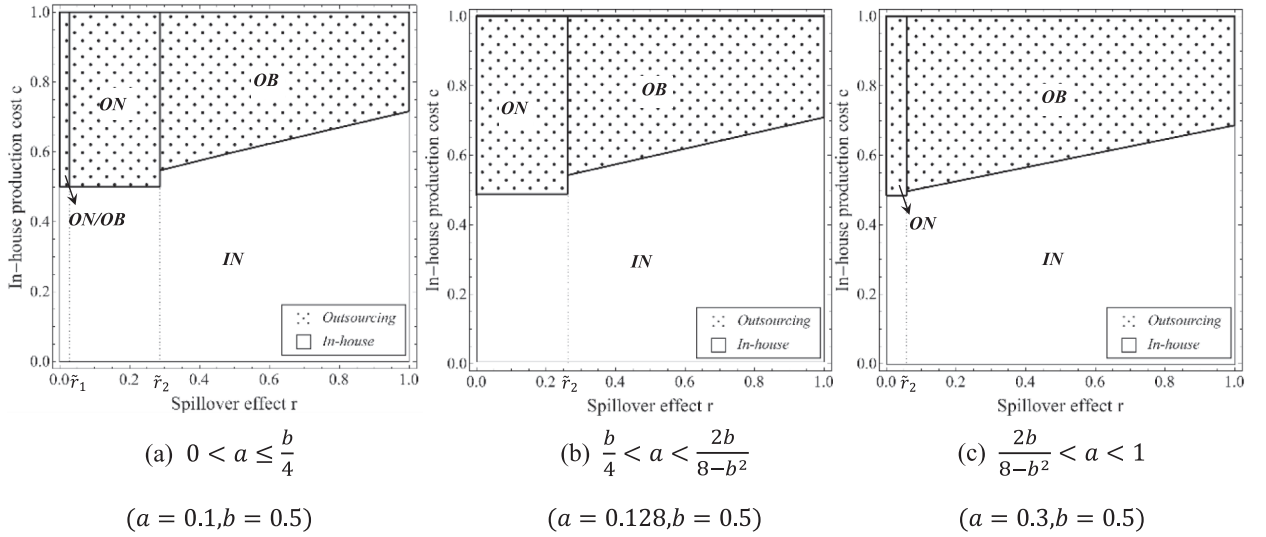 1.0
0.8
0.6
0.4
0.2
0.0
In-house production cost c
ON
OB
ON/OB
IN
Outsourcing
In-house
0.0 r̃₁ 0.2 r̃₂ 0.4 0.6 0.8 1.0
Spillover effect r
(a) 0 < a ≤ b/4
(a = 0.1,b = 0.5)
1.0
0.8
0.6
0.4
0.2
0.0
In-house production cost c
ON
OB
IN
Outsourcing
In-house
0.0 0.2 r̃₂ 0.4 0.6 0.8 1.0
Spillover effect r
(b) b/4 < a < 2b/(8−b²)
(a = 0.128,b = 0.5)
1.0
0.8
0.6
0.4
0.2
0.0
In-house production cost c
OB
ON
IN
Outsourcing
In-house
0.0 r̃₂ 0.2 0.4 0.6 0.8 1.0
Spillover effect r
(c) 2b/(8−b²) < a < 1
(a = 0.3,b = 0.5)